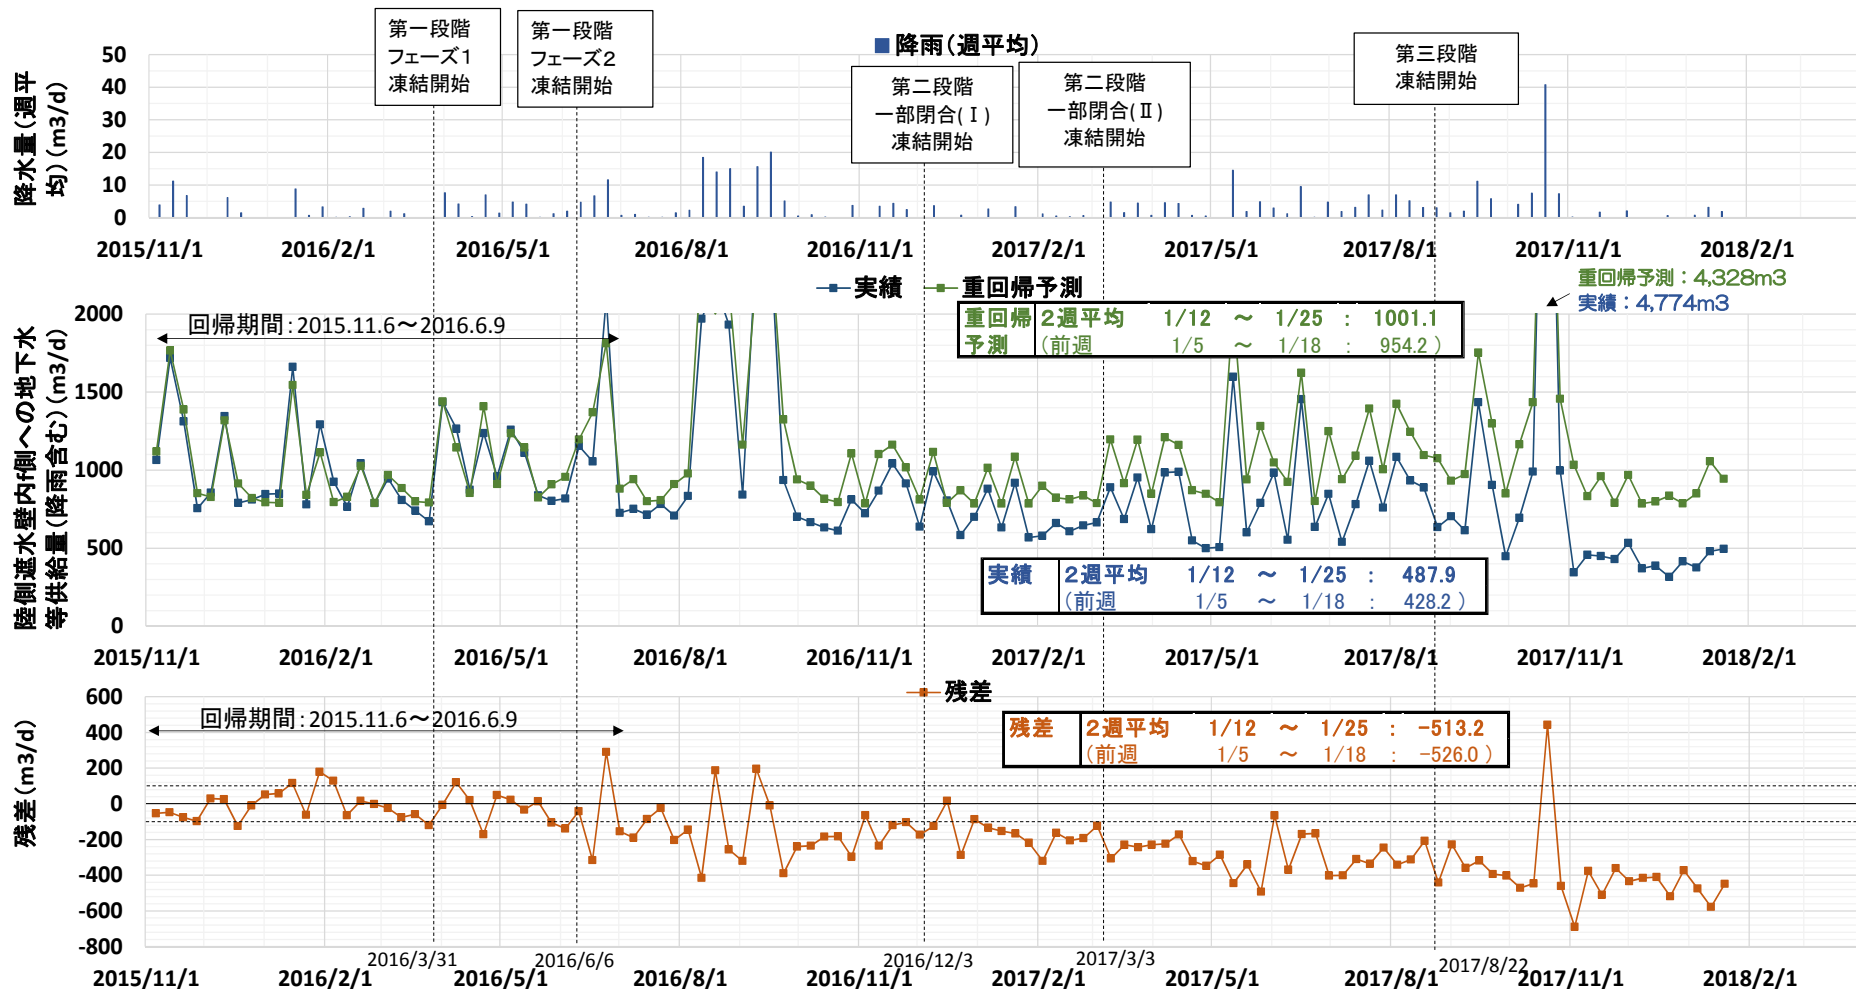 第一段階
フェーズ1
凍結開始
第一段階
フェーズ2
凍結開始
降雨(週平均)
第二段階
一部閉合(Ⅰ)
凍結開始
第二段階
一部閉合(Ⅱ)
凍結開始
第三段階
凍結開始
降水量(週平
均)(m3/d)
50
40
30
20
10
0
2015/11/1 2016/2/1 2016/5/1 2016/8/1 2016/11/1 2017/2/1 2017/5/1 2017/8/1 2017/11/1 2018/2/1
実績 重回帰予測
重回帰予測:4,328m3
実績:4,774m3
陸側遮水壁内側への地下水
等供給量(降雨含む)(m3/d)
2000
1500
1000
500
0
回帰期間:2015.11.6~2016.6.9
重回帰 2週平均 1/12 ~ 1/25 : 1001.1
予測 (前週 1/5 ~ 1/18 : 954.2 )
実績 2週平均 1/12 ~ 1/25 : 487.9
(前週 1/5 ~ 1/18 : 428.2 )
2015/11/1 2016/2/1 2016/5/1 2016/8/1 2016/11/1 2017/2/1 2017/5/1 2017/8/1 2017/11/1 2018/2/1
残差
残差(m3/d)
600
400
200
0
-200
-400
-600
-800
回帰期間:2015.11.6~2016.6.9
残差 2週平均 1/12 ~ 1/25 : -513.2
(前週 1/5 ~ 1/18 : -526.0 )
2016/3/31 2016/6/6 2016/12/3 2017/3/3 2017/8/22
2015/11/1 2016/2/1 2016/5/1 2016/8/1 2016/11/1 2017/2/1 2017/5/1 2017/8/1 2017/11/1 2018/2/1